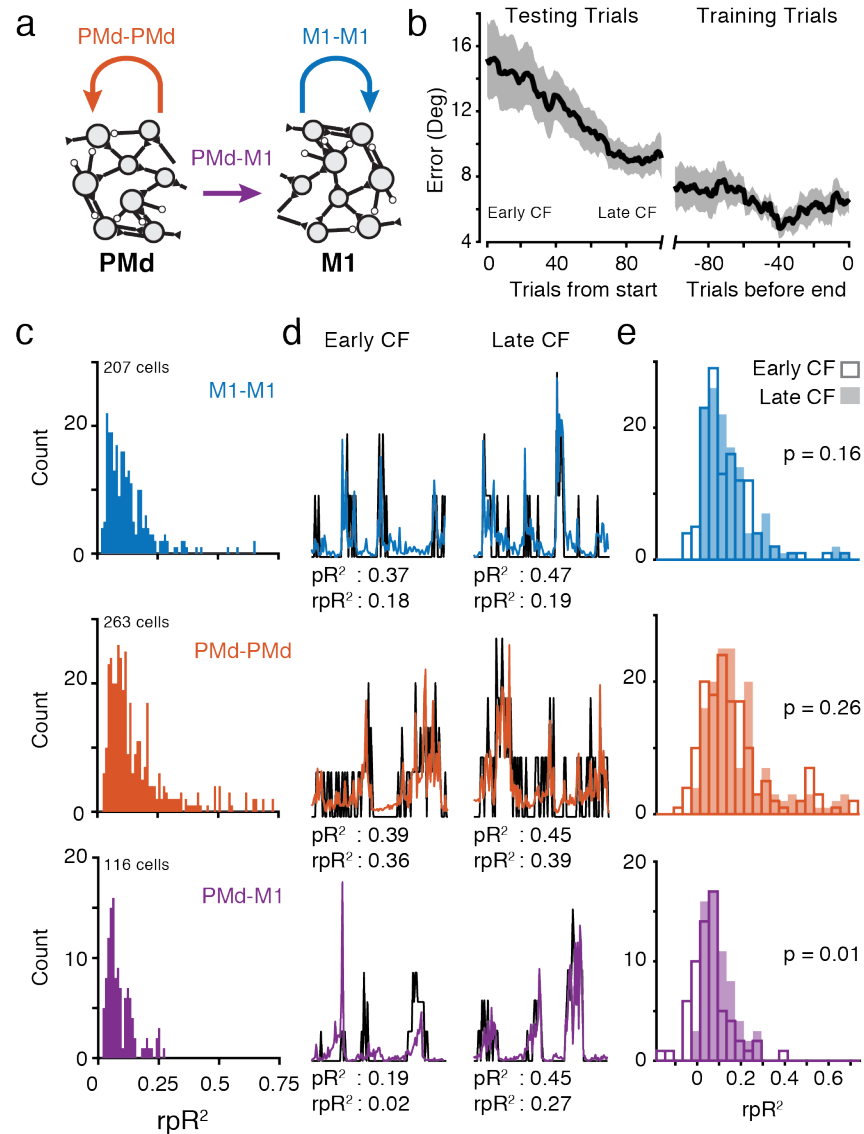 a
PMd-PMd
M1-M1
PMd-M1
PMd
M1
b
Testing Trials
Training Trials
Error (Deg)
16
12
8
4
Early CF
Late CF
0
40
80
-80
-40
0
Trials from start
Trials before end
c
207 cells
M1-M1
Count
20
0
263 cells
PMd-PMd
Count
20
0
116 cells
PMd-M1
Count
20
10
0
0
0.25
0.5
0.75
rpR²
d
Early CF
Late CF
pR² : 0.37
rpR² : 0.18
pR² : 0.47
rpR² : 0.19
pR² : 0.39
rpR² : 0.36
pR² : 0.45
rpR² : 0.39
pR² : 0.19
rpR² : 0.02
pR² : 0.45
rpR² : 0.27
e
Early CF
Late CF
20
0
p = 0.16
20
0
p = 0.26
20
10
0
p = 0.01
0
0.2
0.6
rpR²